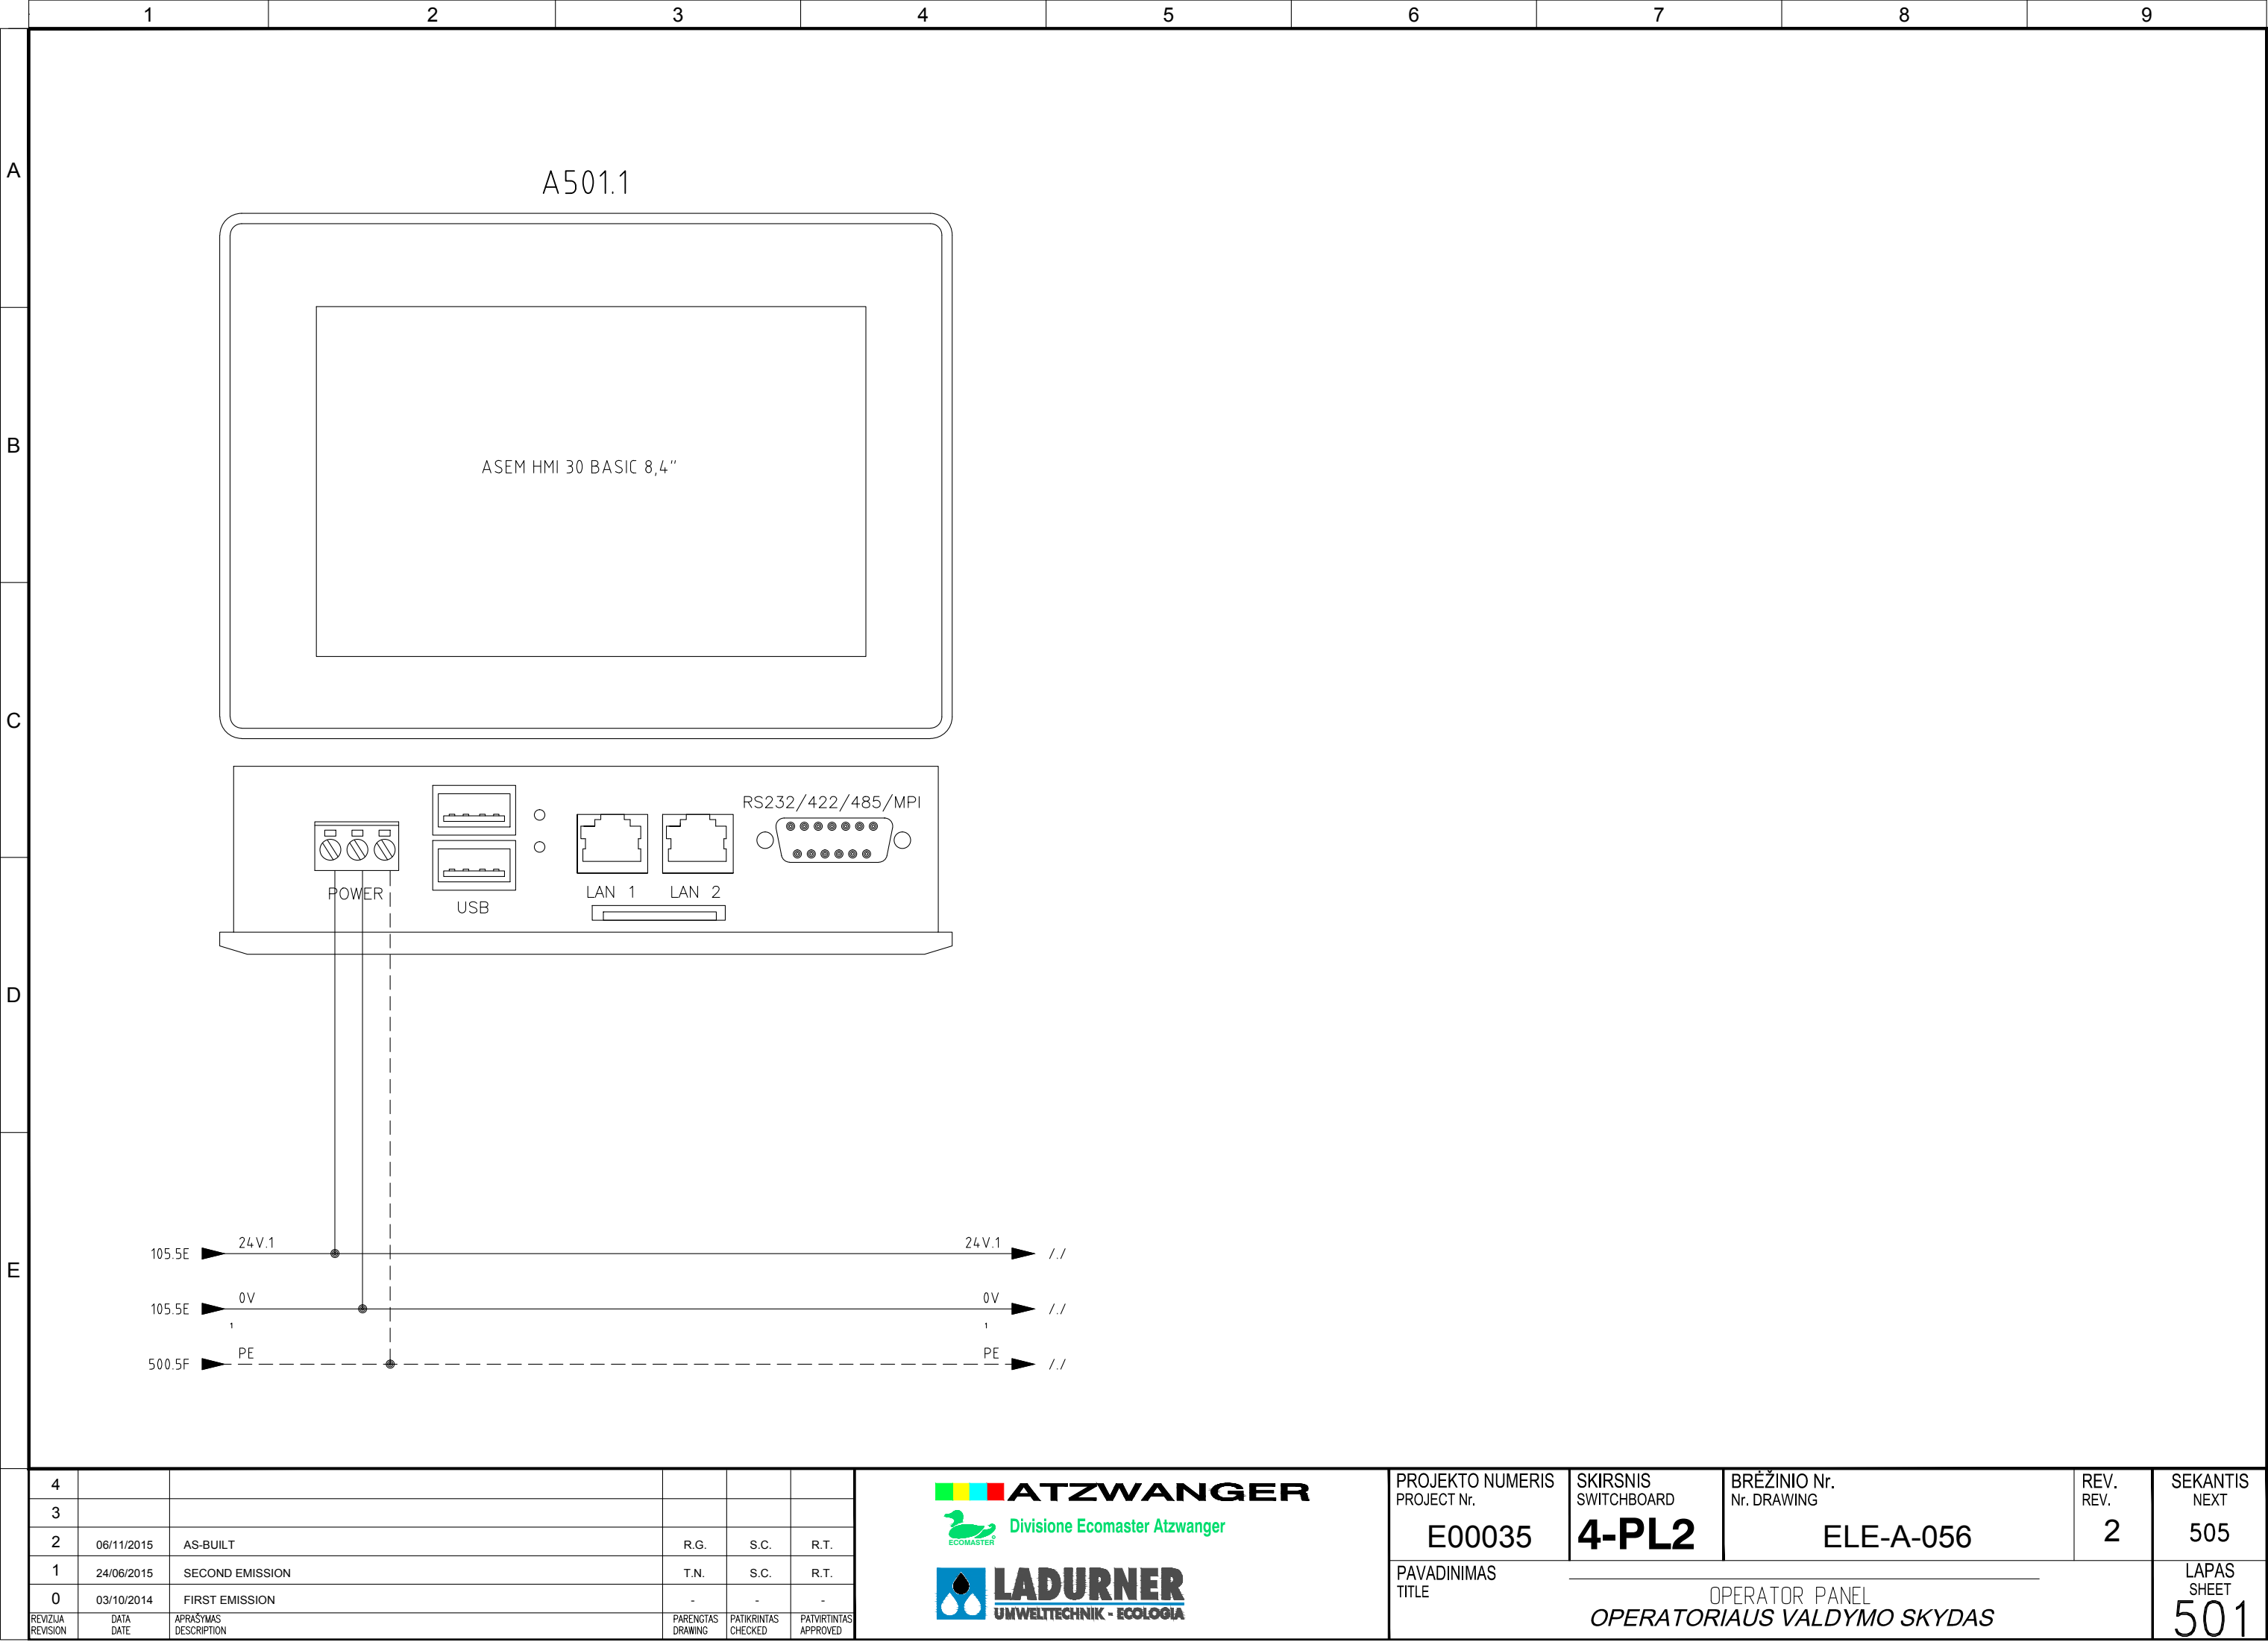 1 2 3 4 5 6 7 8 9
A
B
C
D
E
A501.1
ASEM HMI 30 BASIC 8,4"
RS232/422/485/MPI
POWER
USB
LAN 1
LAN 2
105.5E 24V.1 24V.1 /./
105.5E 0V 0V /./
1 1
500.5F PE PE /./
4
3
2 06/11/2015 AS-BUILT R.G. S.C. R.T.
1 24/06/2015 SECOND EMISSION T.N. S.C. R.T.
0 03/10/2014 FIRST EMISSION - - -
REVIZIJA DATA APRAŠYMAS PARENGTAS PATIKRINTAS PATVIRTINTAS
REVISION DATE DESCRIPTION DRAWING CHECKED APPROVED
ATZWANGER
ECOMASTER
Divisione Ecomaster Atzwanger
LADURNER
UMWELTTECHNIK - ECOLOGIA
PROJEKTO NUMERIS
PROJECT Nr.
E00035
SKIRSNIS
SWITCHBOARD
4-PL2
BRĖŽINIO Nr.
Nr. DRAWING
ELE-A-056
REV.
REV.
2
SEKANTIS
NEXT
505
PAVADINIMAS
TITLE
OPERATOR PANEL
OPERATORIAUS VALDYMO SKYDAS
LAPAS
SHEET
501